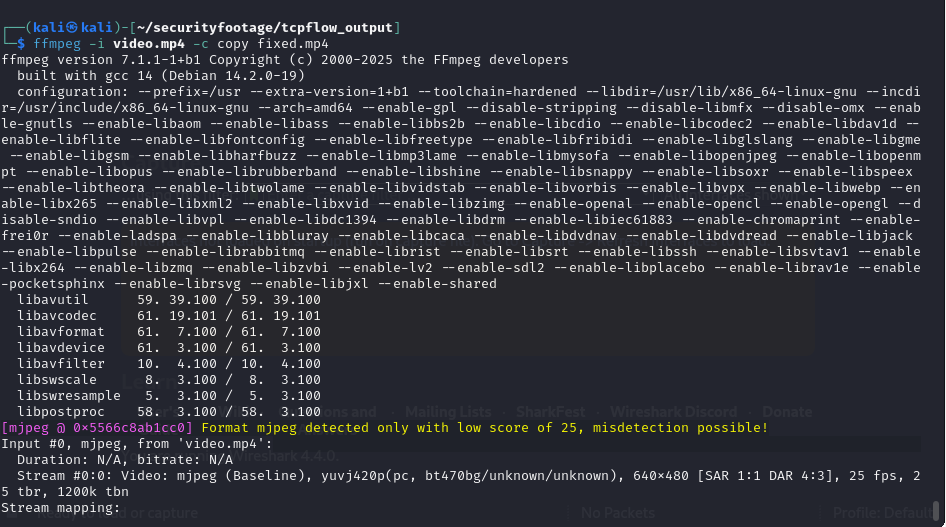 ┌──(kali㉿kali)-[~/securityfootage/tcpflow_output]
└─$ ffmpeg -i video.mp4 -c copy fixed.mp4
ffmpeg version 7.1.1-1+b1 Copyright (c) 2000-2025 the FFmpeg developers
  built with gcc 14 (Debian 14.2.0-19)
  configuration: --prefix=/usr --extra-version=1+b1 --toolchain=hardened --libdir=/usr/lib/x86_64-linux-gnu --incdi
r=/usr/include/x86_64-linux-gnu --arch=amd64 --enable-gpl --disable-stripping --disable-libmfx --disable-omx --enab
le-gnutls --enable-libaom --enable-libass --enable-libbs2b --enable-libcdio --enable-libcodec2 --enable-libdav1d --
enable-libflite --enable-libfontconfig --enable-libfreetype --enable-libfribidi --enable-libglslang --enable-libgme
 --enable-libgsm --enable-libharfbuzz --enable-libmp3lame --enable-libmysofa --enable-libopenjpeg --enable-libopenm
pt --enable-libopus --enable-librubberband --enable-libshine --enable-libsnappy --enable-libsoxr --enable-libspeex
--enable-libtheora --enable-libtwolame --enable-libvidstab --enable-libvorbis --enable-libvpx --enable-libwebp --en
able-libx265 --enable-libxml2 --enable-libxvid --enable-libzimg --enable-openal --enable-opencl --enable-opengl --d
isable-sndio --enable-libvpl --enable-libdc1394 --enable-libdrm --enable-libiec61883 --enable-chromaprint --enable-
frei0r --enable-ladspa --enable-libbluray --enable-libcaca --enable-libdvdnav --enable-libdvdread --enable-libjack
--enable-libpulse --enable-librabbitmq --enable-librist --enable-libsrt --enable-libssh --enable-libsvtav1 --enable
-libx264 --enable-libzmq --enable-libzvbi --enable-lv2 --enable-sdl2 --enable-libplacebo --enable-librav1e --enable
-pocketsphinx --enable-librsvg --enable-libjxl --enable-shared
  libavutil      59. 39.100 / 59. 39.100
  libavcodec     61. 19.101 / 61. 19.101
  libavformat    61.  7.100 / 61.  7.100
  libavdevice    61.  3.100 / 61.  3.100
  libavfilter    10.  4.100 / 10.  4.100
  libswscale      8.  3.100 /  8.  3.100
  libswresample   5.  3.100 /  5.  3.100
  libpostproc    58.  3.100 / 58.  3.100
Mailing Lists · SharkFest · Wireshark Discord · Donate
[mjpeg @ 0x5566c8ab1cc0] Format mjpeg detected only with low score of 25, misdetection possible!
Input #0, mjpeg, from 'video.mp4':
Wireshark 4.4.0.
  Duration: N/A, bitrate: N/A
  Stream #0:0: Video: mjpeg (Baseline), yuvj420p(pc, bt470bg/unknown/unknown), 640x480 [SAR 1:1 DAR 4:3], 25 fps, 2
5 tbr, 1200k tbn
Stream mapping:
or capture
No Packets
Profile: Default